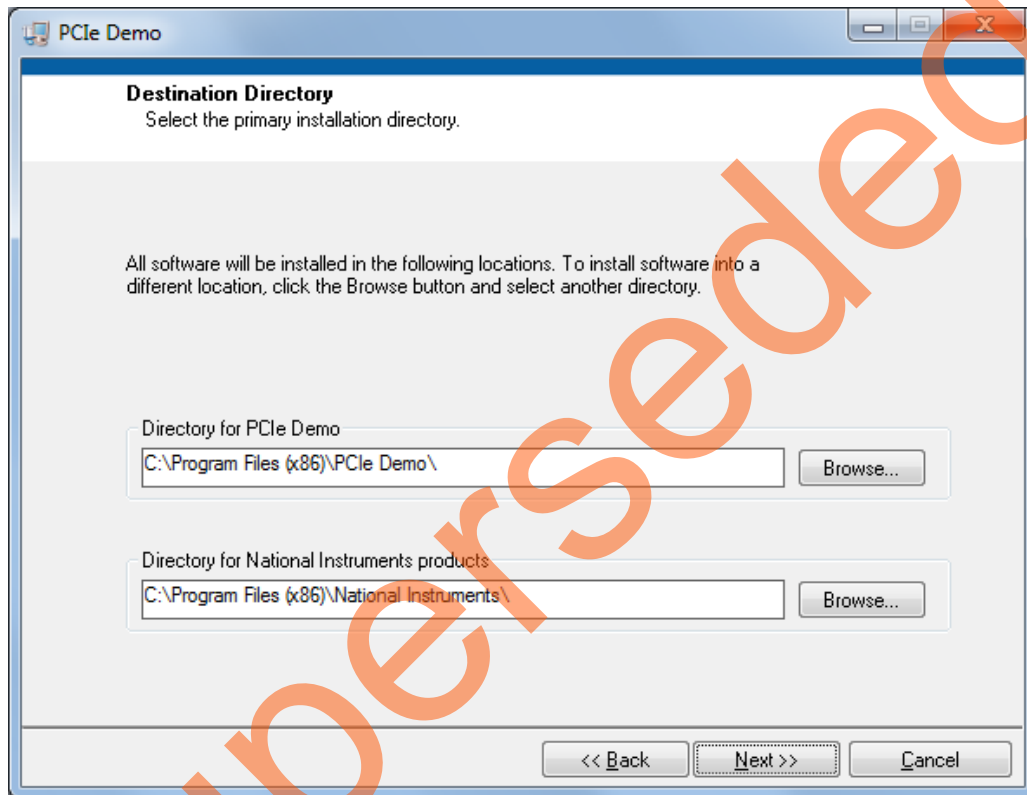 PCIe Demo
Destination Directory
Select the primary installation directory.
All software will be installed in the following locations. To install software into a
different location, click the Browse button and select another directory.
Directory for PCIe Demo
C:\Program Files (x86)\PCIe Demo\
Browse...
Directory for National Instruments products
C:\Program Files (x86)\National Instruments\
Browse...
<< Back
Next >>
Cancel